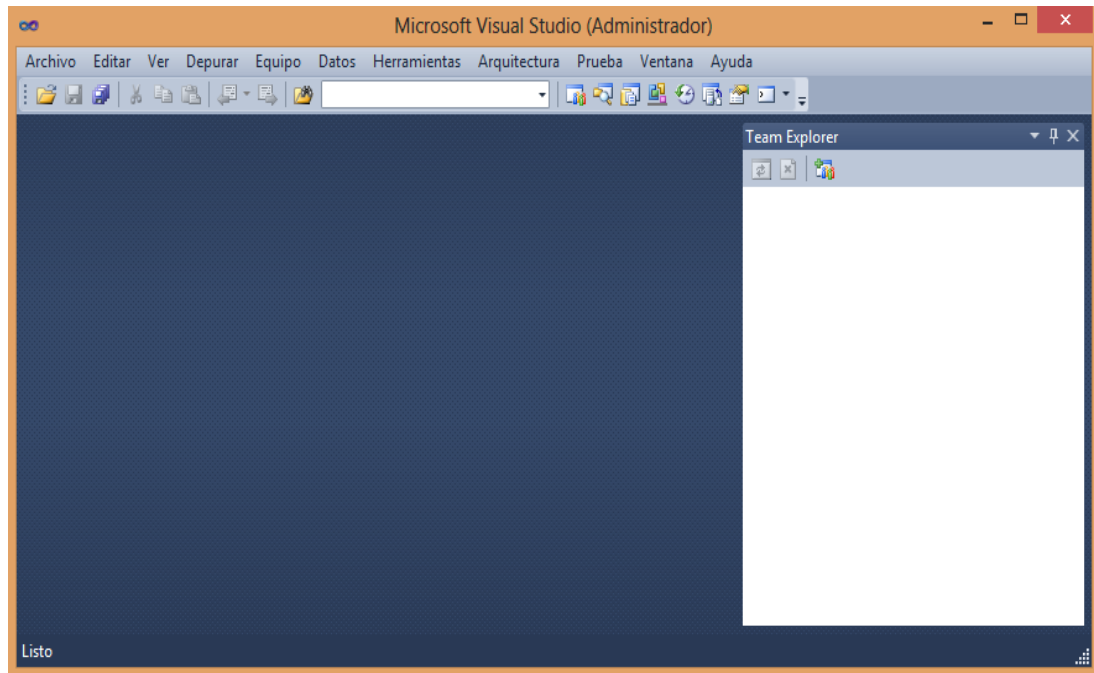 Microsoft Visual Studio (Administrador)
Archivo Editar Ver Depurar Equipo Datos Herramientas Arquitectura Prueba Ventana Ayuda
Team Explorer
Listo